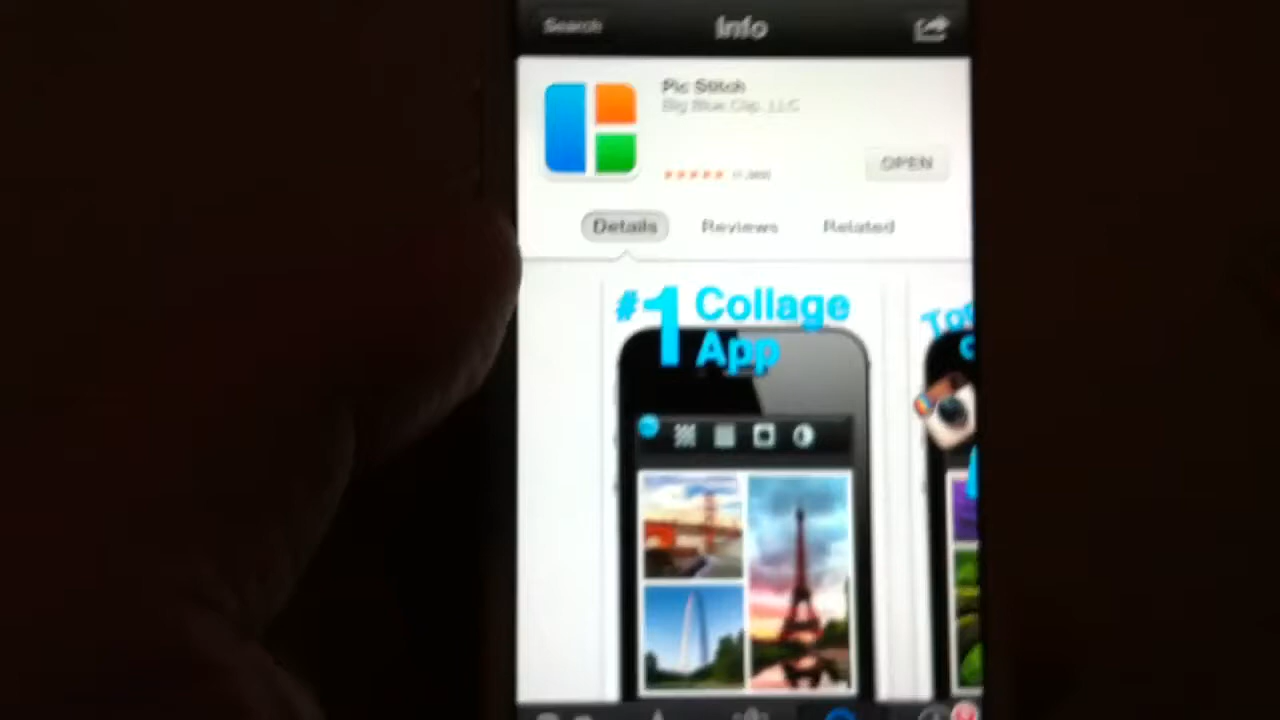 Search
Info
Pic Stitch
OPEN
Details
Reviews
Related
#1 Collage
App